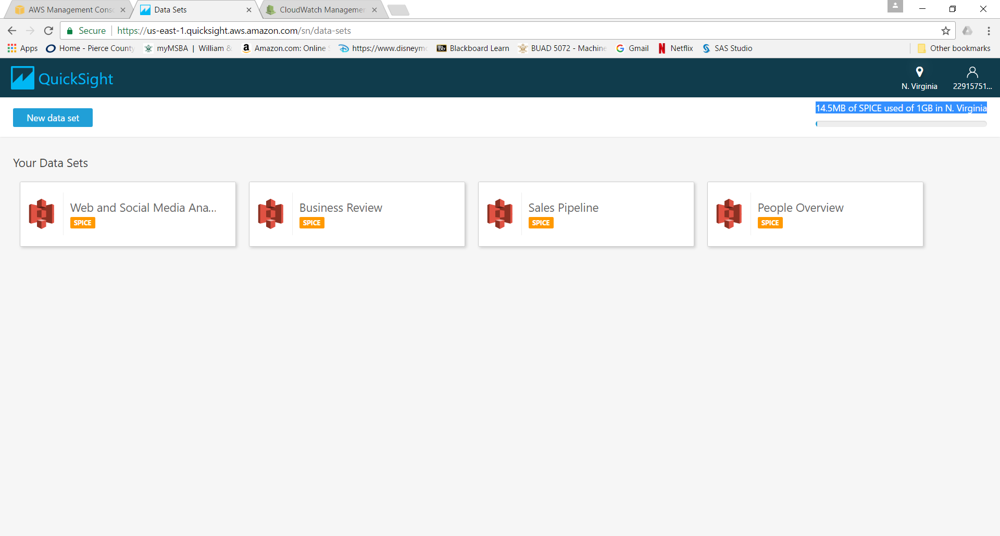 AWS Management Conso
Data Sets
CloudWatch Managemen
Secure
https://us-east-1.quicksight.aws.amazon.com/sn/data-sets
Apps
Home - Pierce County
myMSBA | William &
Amazon.com: Online S
https://www.disneymo
Bb
Blackboard Learn
BUAD 5072 - Machine
Gmail
Netflix
SAS Studio
Other bookmarks
QuickSight
N. Virginia
22915751...
New data set
14.5MB of SPICE used of 1GB in N. Virginia
Your Data Sets
Web and Social Media Ana...
SPICE
Business Review
SPICE
Sales Pipeline
SPICE
People Overview
SPICE